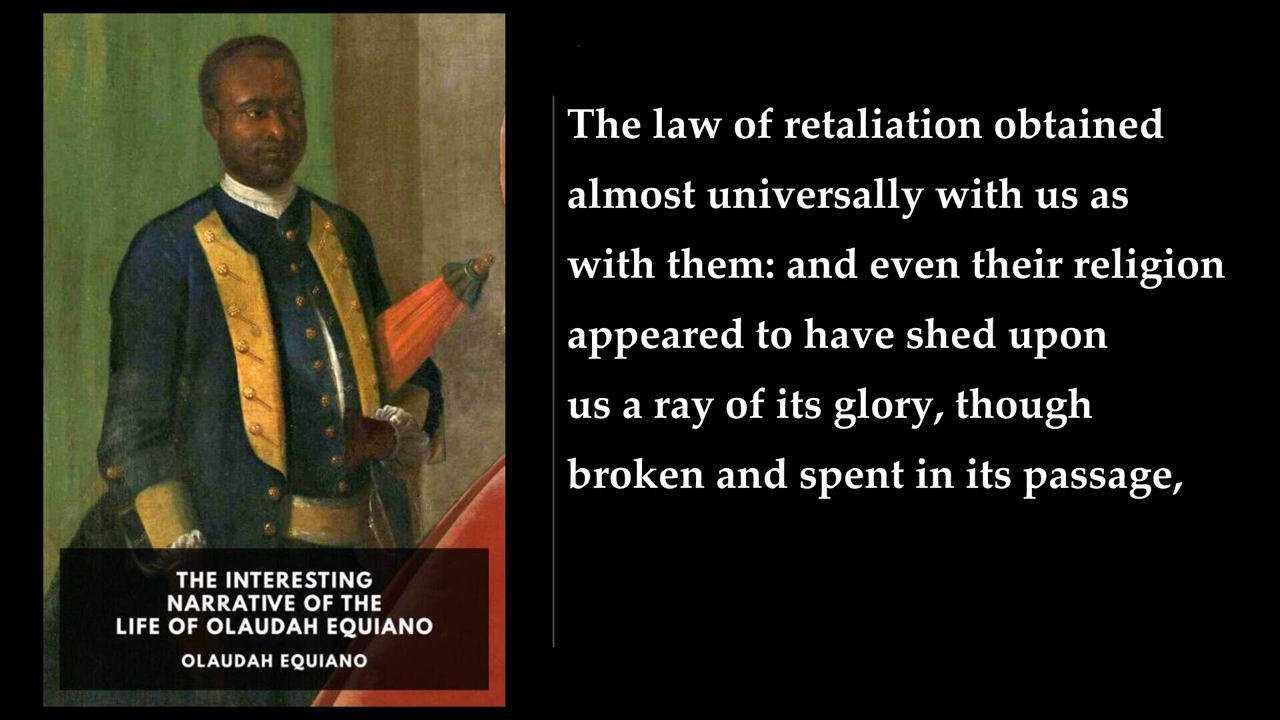 The law of retaliation obtained
almost universally with us as
with them: and even their religion
appeared to have shed upon
us a ray of its glory, though
broken and spent in its passage,
THE INTERESTING
NARRATIVE OF THE
LIFE OF OLAUDAH EQUIANO
OLAUDAH EQUIANO